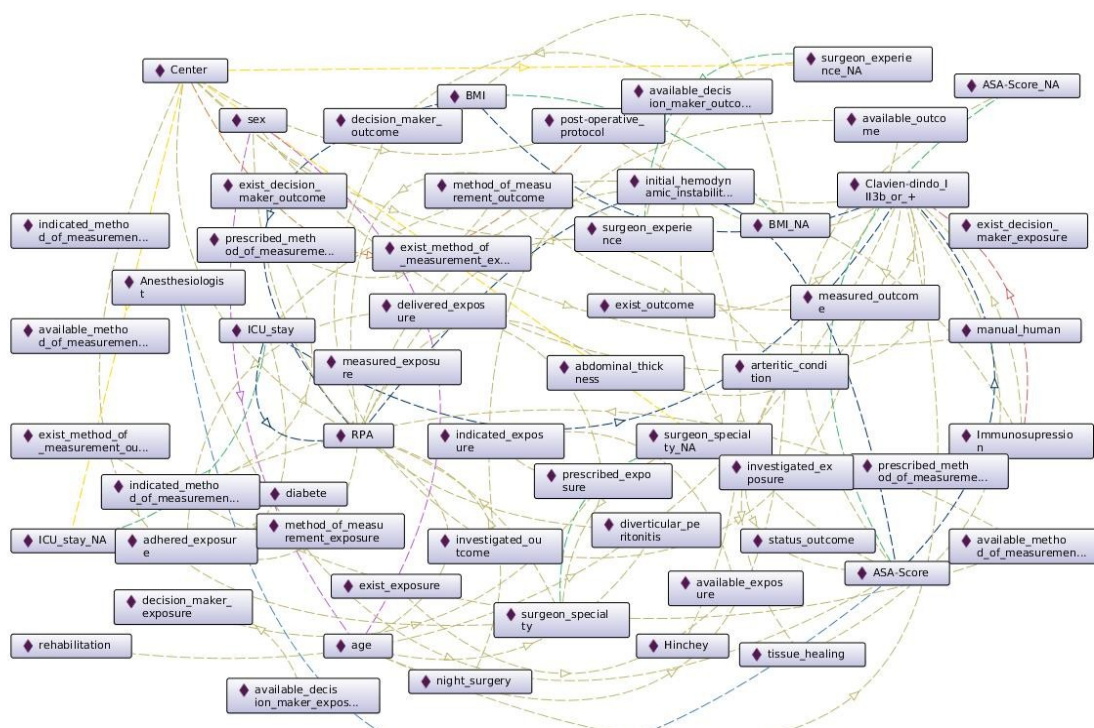 Center
surgeon_experie
nce_NA
ASA-Score_NA
BMI
available_decis
ion_maker_outco...
sex
decision_maker_
outcome
post-operative_
protocol
available_outco
me
exist_decision_
maker_outcome
method_of_measu
rement_outcome
initial_hemodyn
amic_instabilit...
Clavien-dindo_I
II3b_or_+
indicated_metho
d_of_measuremen...
prescribed_meth
od_of_measureme...
exist_method_of
_measurement_ex...
surgeon_experie
nce
BMI_NA
exist_decision_
maker_exposure
Anesthesiologis
t
delivered_expos
ure
exist_outcome
measured_outcom
e
available_metho
d_of_measuremen...
ICU_stay
manual_human
measured_exposu
re
abdominal_thick
ness
arteritic_condi
tion
exist_method_of
_measurement_ou...
RPA
indicated_expos
ure
surgeon_special
ty_NA
Immunosupressio
n
indicated_metho
d_of_measuremen...
diabete
prescribed_expo
sure
investigated_ex
posure
prescribed_meth
od_of_measureme...
ICU_stay_NA
adhered_exposur
e
method_of_measu
rement_exposure
investigated_ou
tcome
diverticular_pe
ritonitis
status_outcome
available_metho
d_of_measuremen...
exist_exposure
available_expos
ure
ASA-Score
decision_maker_
exposure
surgeon_special
ty
rehabilitation
age
Hinchey
tissue_healing
available_decis
ion_maker_expos...
night_surgery